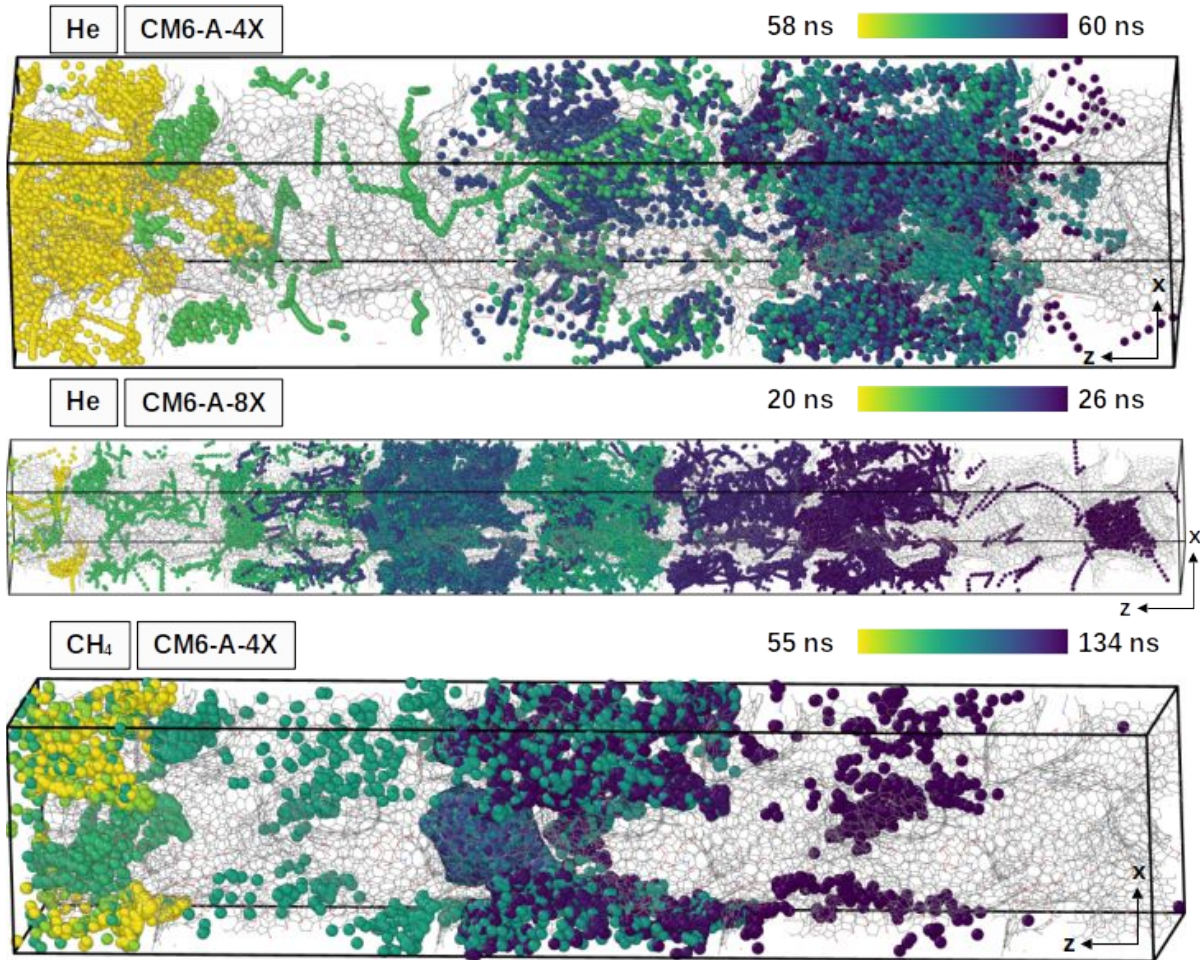 He CM6-A-4X 58 ns 60 ns
x
z
He CM6-A-8X 20 ns 26 ns
x
z
CH₄ CM6-A-4X 55 ns 134 ns
x
z